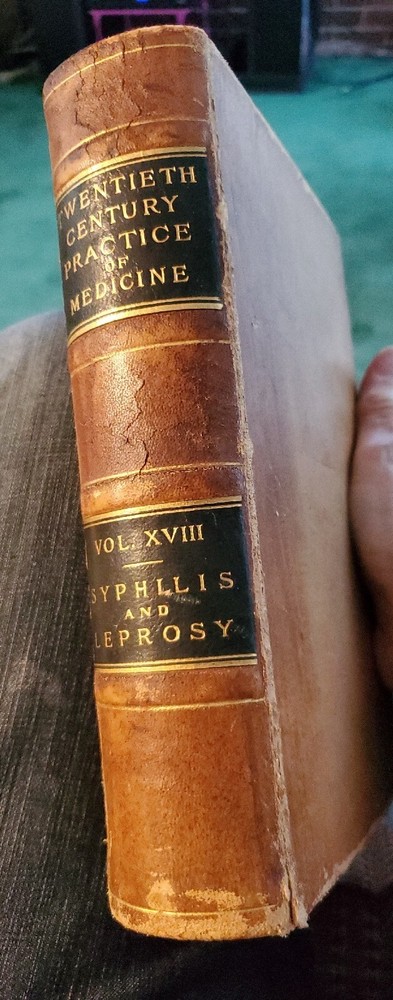 TWENTIETH
CENTURY
PRACTICE
OF
MEDICINE
VOL. XVIII
SYPHILIS
AND
LEPROSY